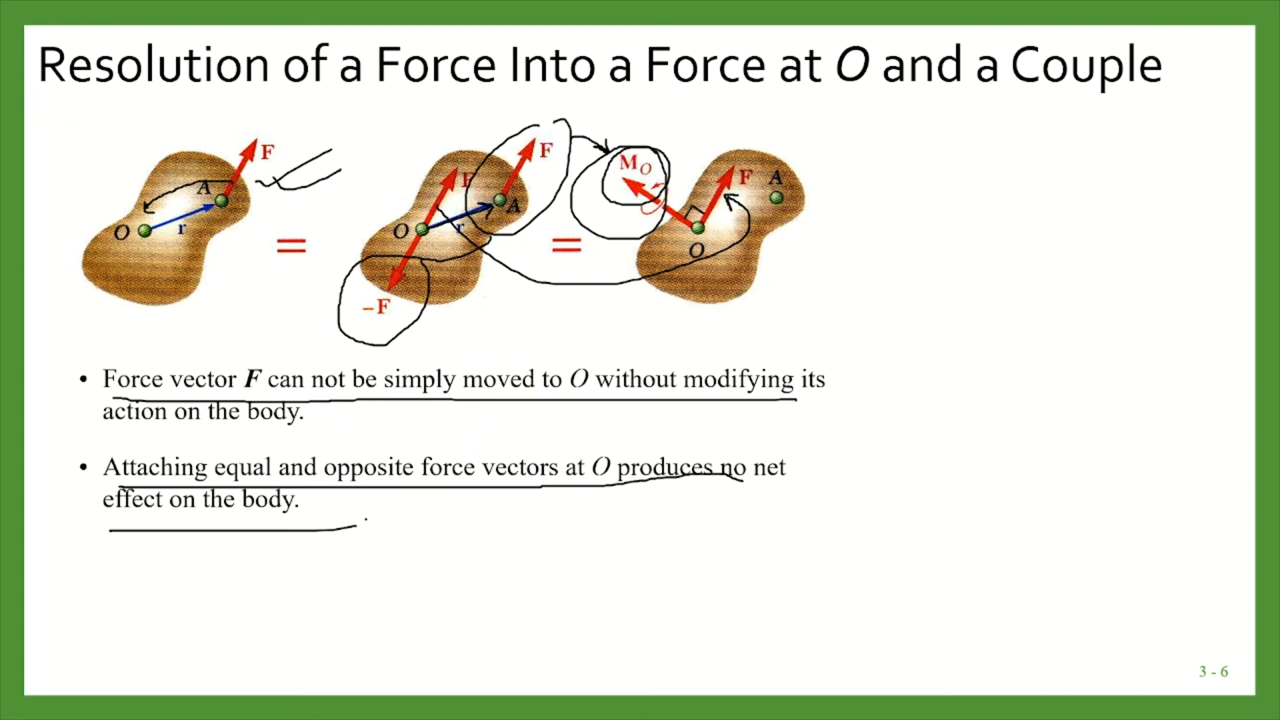 Resolution of a Force Into a Force at O and a Couple
F
A
O
r
=
F
F
A
O
r
–F
=
M_O
F
A
O
• Force vector F can not be simply moved to O without modifying its
action on the body.
• Attaching equal and opposite force vectors at O produces no net
effect on the body.
3 - 6